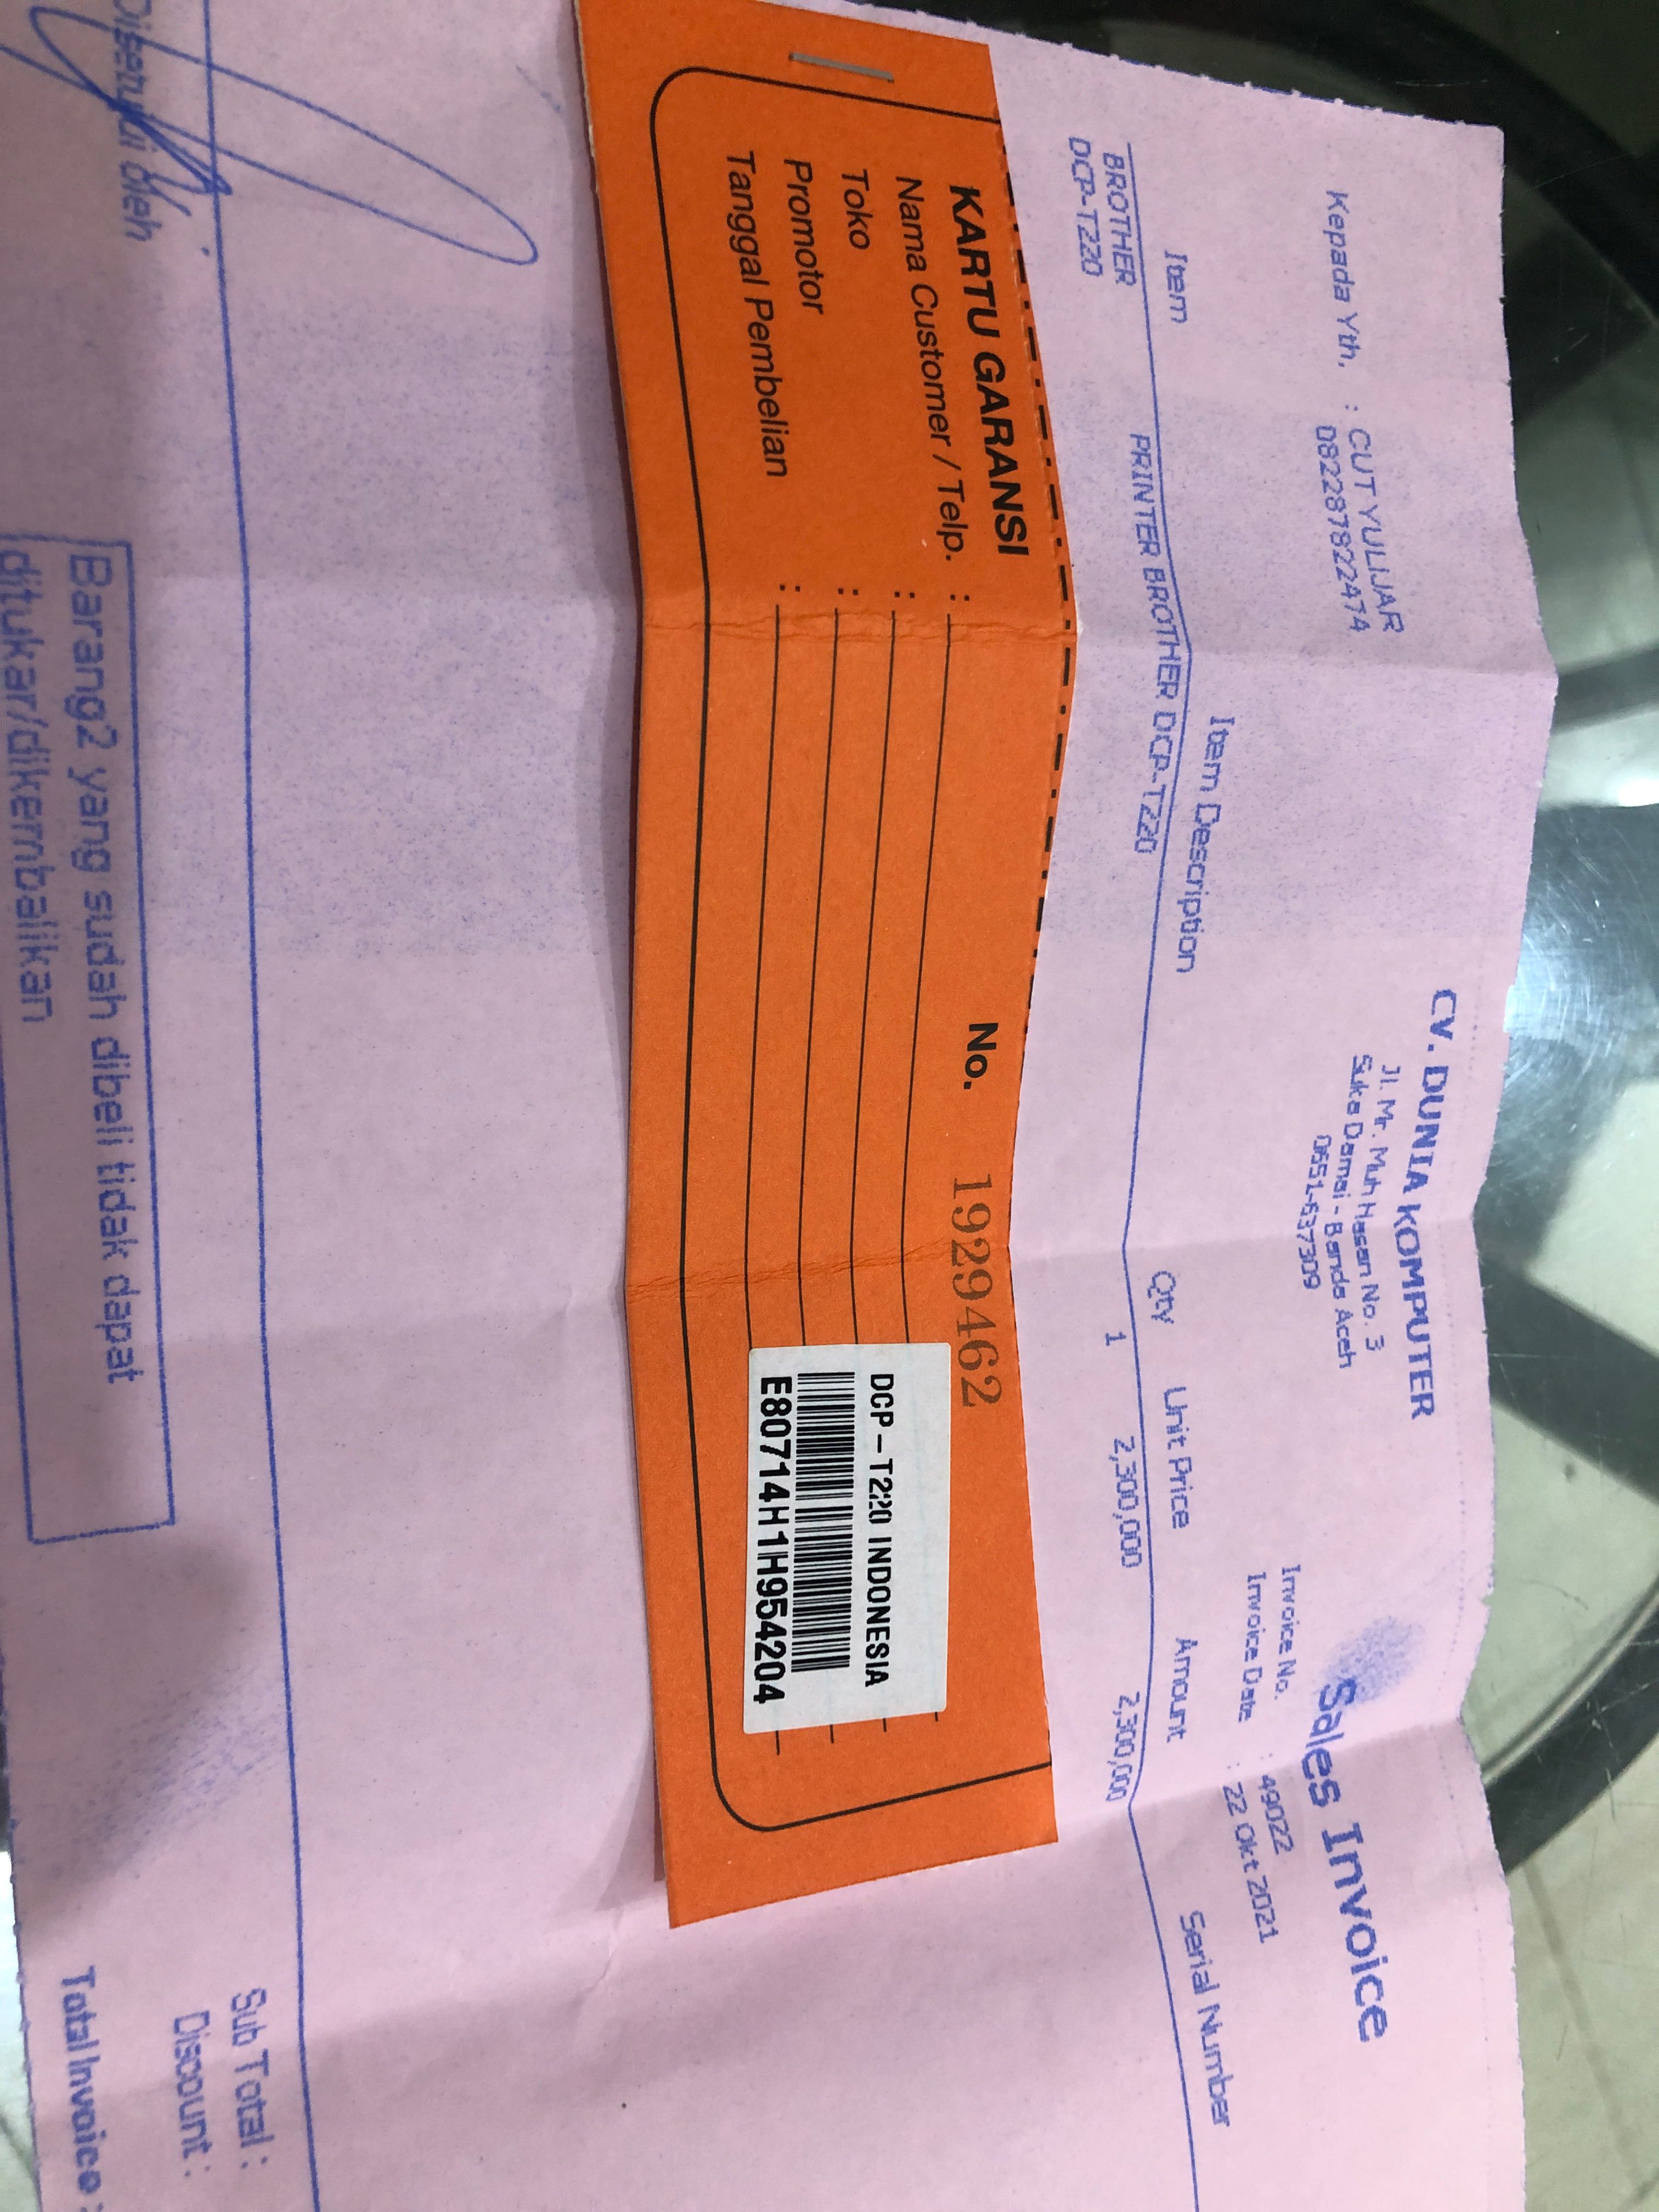 CV. DUNIA KOMPUTER
Jl. Mr. Muh Hasan No. 3
Suka Damai - Banda Aceh
0651-637309
Sales Invoice
Kepada Yth. : CUT YULIJAR
082287822474
Invoice No. : 49022
Invoice Date : 22 Okt 2021
Item Item Description Qty Unit Price Amount Serial Number
BROTHER PRINTER BROTHER DCP-T220 1 2,300,000 2,300,000
DCP-T220
KARTU GARANSI No. 1929462
Nama Customer / Telp. :
Toko :
Promotor :
Tanggal Pembelian :
DCP-T220 INDONESIA
E80714H1H954204
Sub Total :
Discount :
Total Invoice :
Disetujui oleh
Barang2 yang sudah dibeli tidak dapat
ditukar/dikembalikan